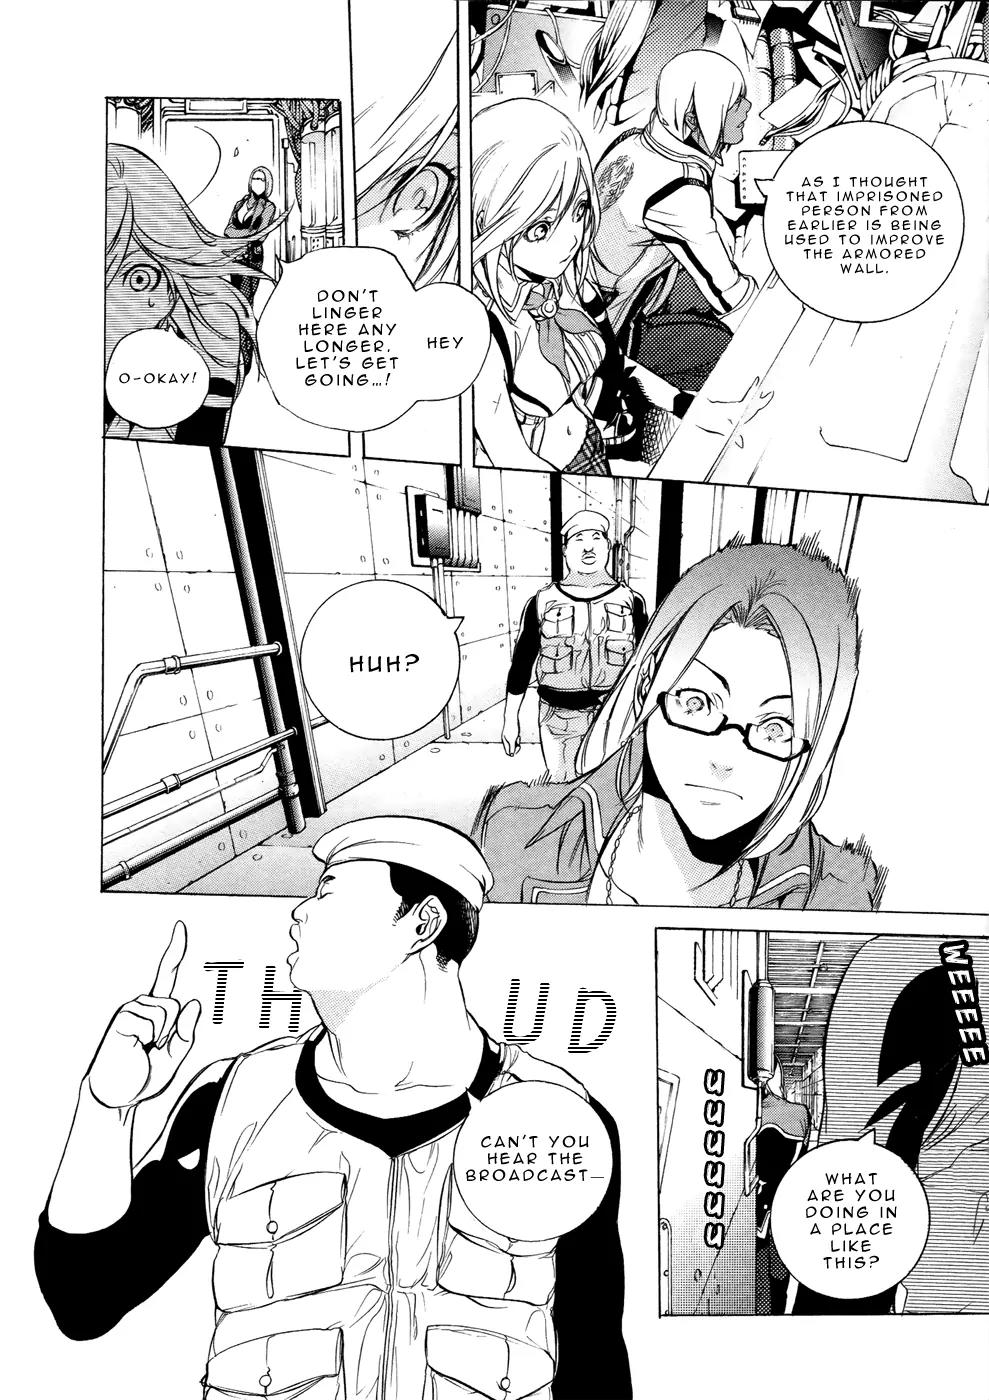 AS I THOUGHT
THAT IMPRISONED
PERSON FROM
EARLIER IS BEING
USED TO IMPROVE
THE ARMORED
WALL.
HEY
DON'T
LINGER
HERE ANY
LONGER.
LET'S GET
GOING...!
O-OKAY!
HUH?
WEEEEE
UUUUUUU
WHAT
ARE YOU
DOING IN
A PLACE
LIKE
THIS?
THUD
CAN'T YOU
HEAR THE
BROADCAST—